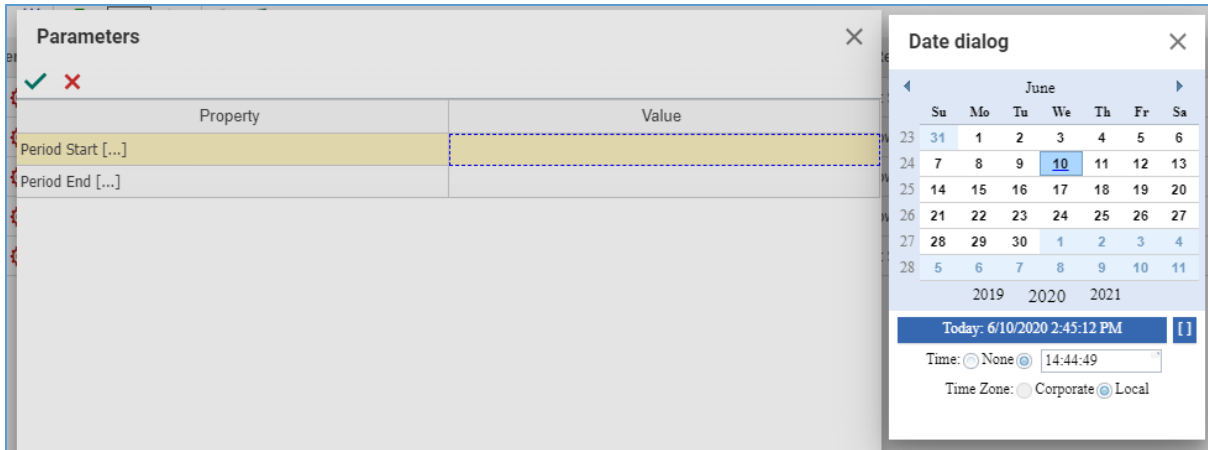 Parameters
Property Value
Period Start [...]
Period End [...]
Date dialog
June
Su Mo Tu We Th Fr Sa
23 31 1 2 3 4 5 6
24 7 8 9 10 11 12 13
25 14 15 16 17 18 19 20
26 21 22 23 24 25 26 27
27 28 29 30 1 2 3 4
28 5 6 7 8 9 10 11
2019 2020 2021
Today: 6/10/2020 2:45:12 PM [ ]
Time: None 14:44:49
Time Zone: Corporate Local